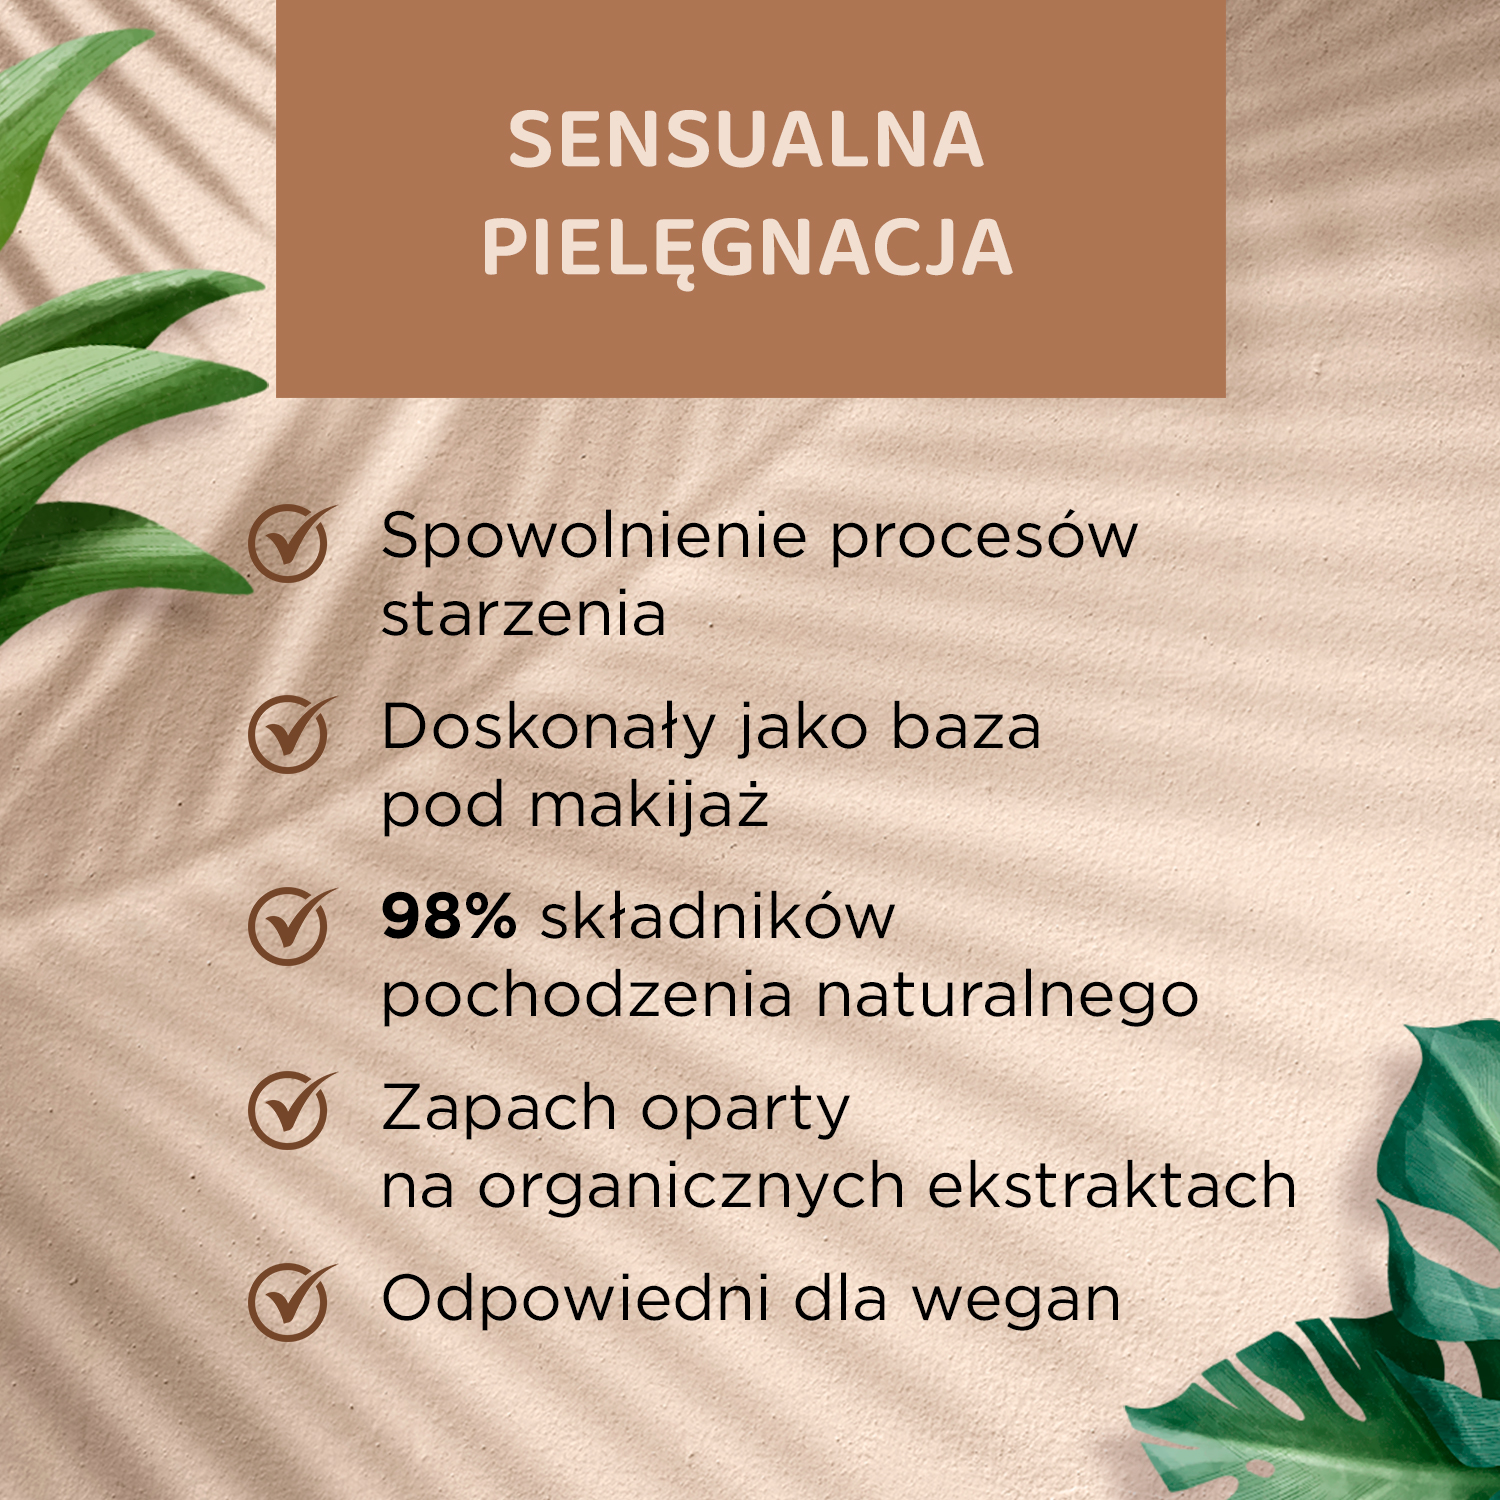 SENSUALNA
PIELĘGNACJA
Spowolnienie procesów
starzenia
Doskonały jako baza
pod makijaż
98% składników
pochodzenia naturalnego
Zapach oparty
na organicznych ekstraktach
Odpowiedni dla wegan